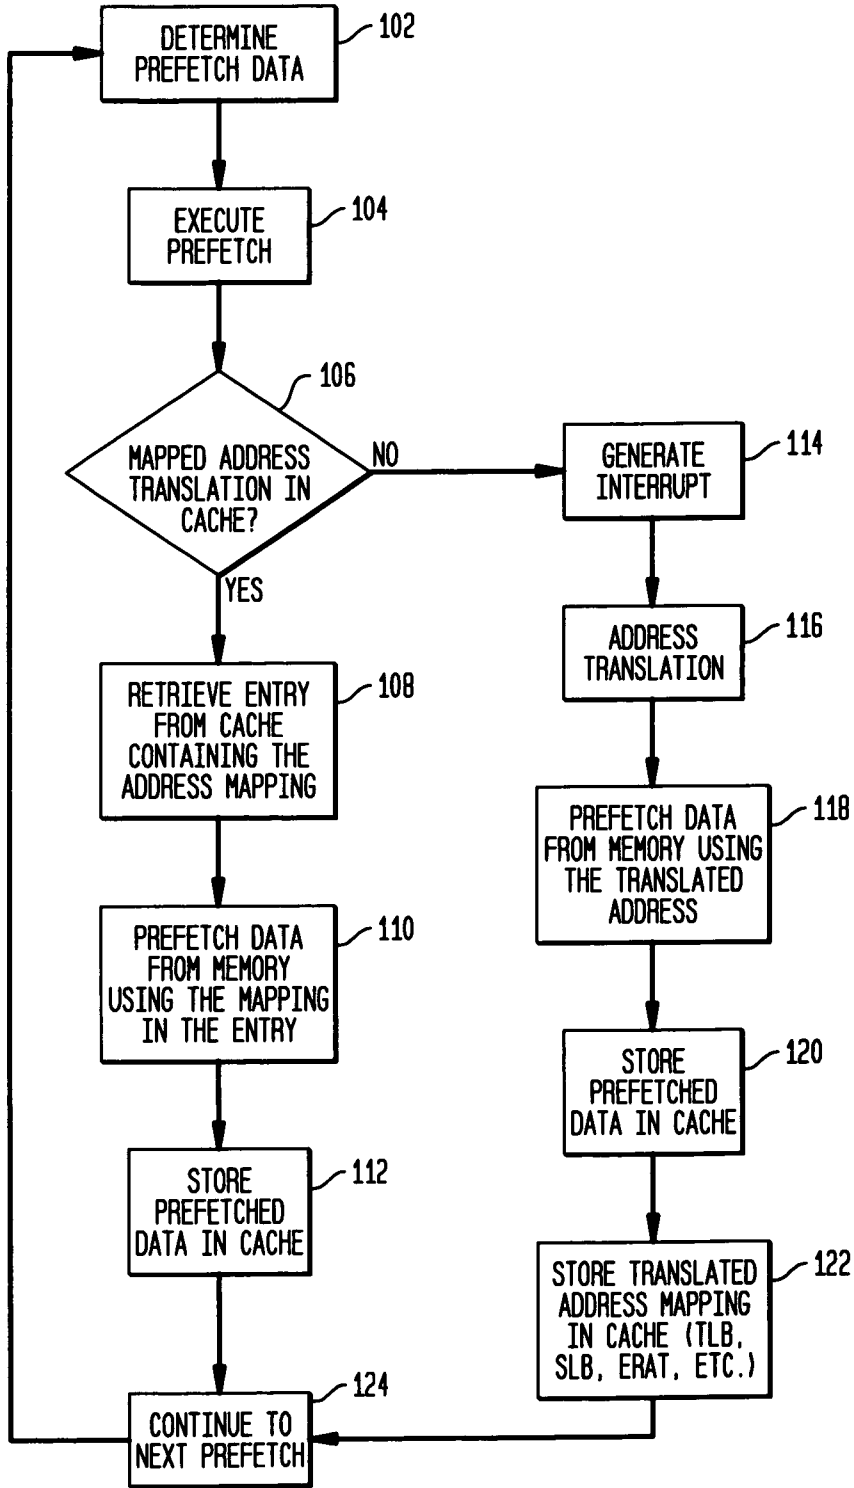 DETERMINE
PREFETCH DATA
102
EXECUTE
PREFETCH
104
106
MAPPED ADDRESS
TRANSLATION IN
CACHE?
NO
YES
RETRIEVE ENTRY
FROM CACHE
CONTAINING THE
ADDRESS MAPPING
108
PREFETCH DATA
FROM MEMORY
USING THE MAPPING
IN THE ENTRY
110
STORE
PREFETCHED
DATA IN CACHE
112
GENERATE
INTERRUPT
114
ADDRESS
TRANSLATION
116
PREFETCH DATA
FROM MEMORY USING
THE TRANSLATED
ADDRESS
118
STORE
PREFETCHED
DATA IN CACHE
120
STORE TRANSLATED
ADDRESS MAPPING
IN CACHE (TLB,
SLB, ERAT, ETC.)
122
CONTINUE TO
NEXT PREFETCH
124